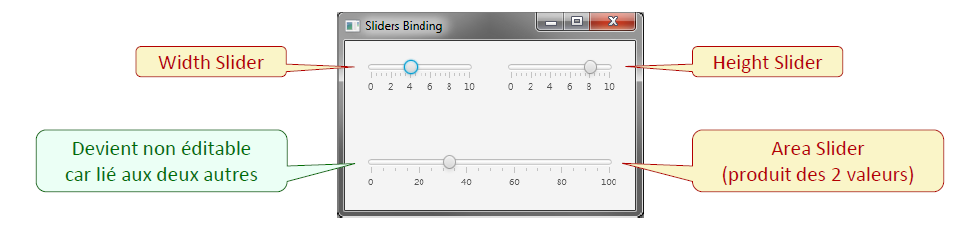 Sliders Binding
Width Slider
Height Slider
0 2 4 6 8 10
0 2 4 6 8 10
Devient non éditable
car lié aux deux autres
Area Slider
(produit des 2 valeurs)
0 20 40 60 80 100